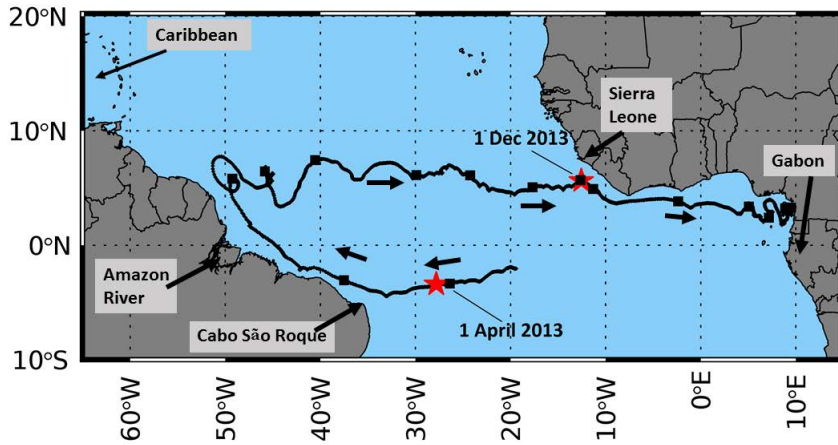 20°N
10°N
0°N
10°S
60°W
50°W
40°W
30°W
20°W
10°W
0°E
10°E
Caribbean
Sierra
Leone
1 Dec 2013
Gabon
Amazon
River
Cabo São Roque
1 April 2013